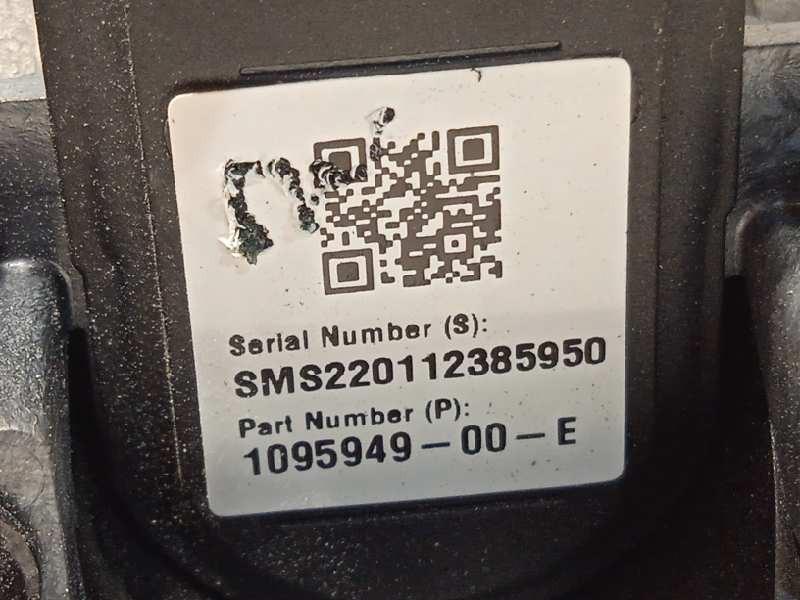 Serial Number (S):
SMS220112385950
Part Number (P):
1095949-00-E